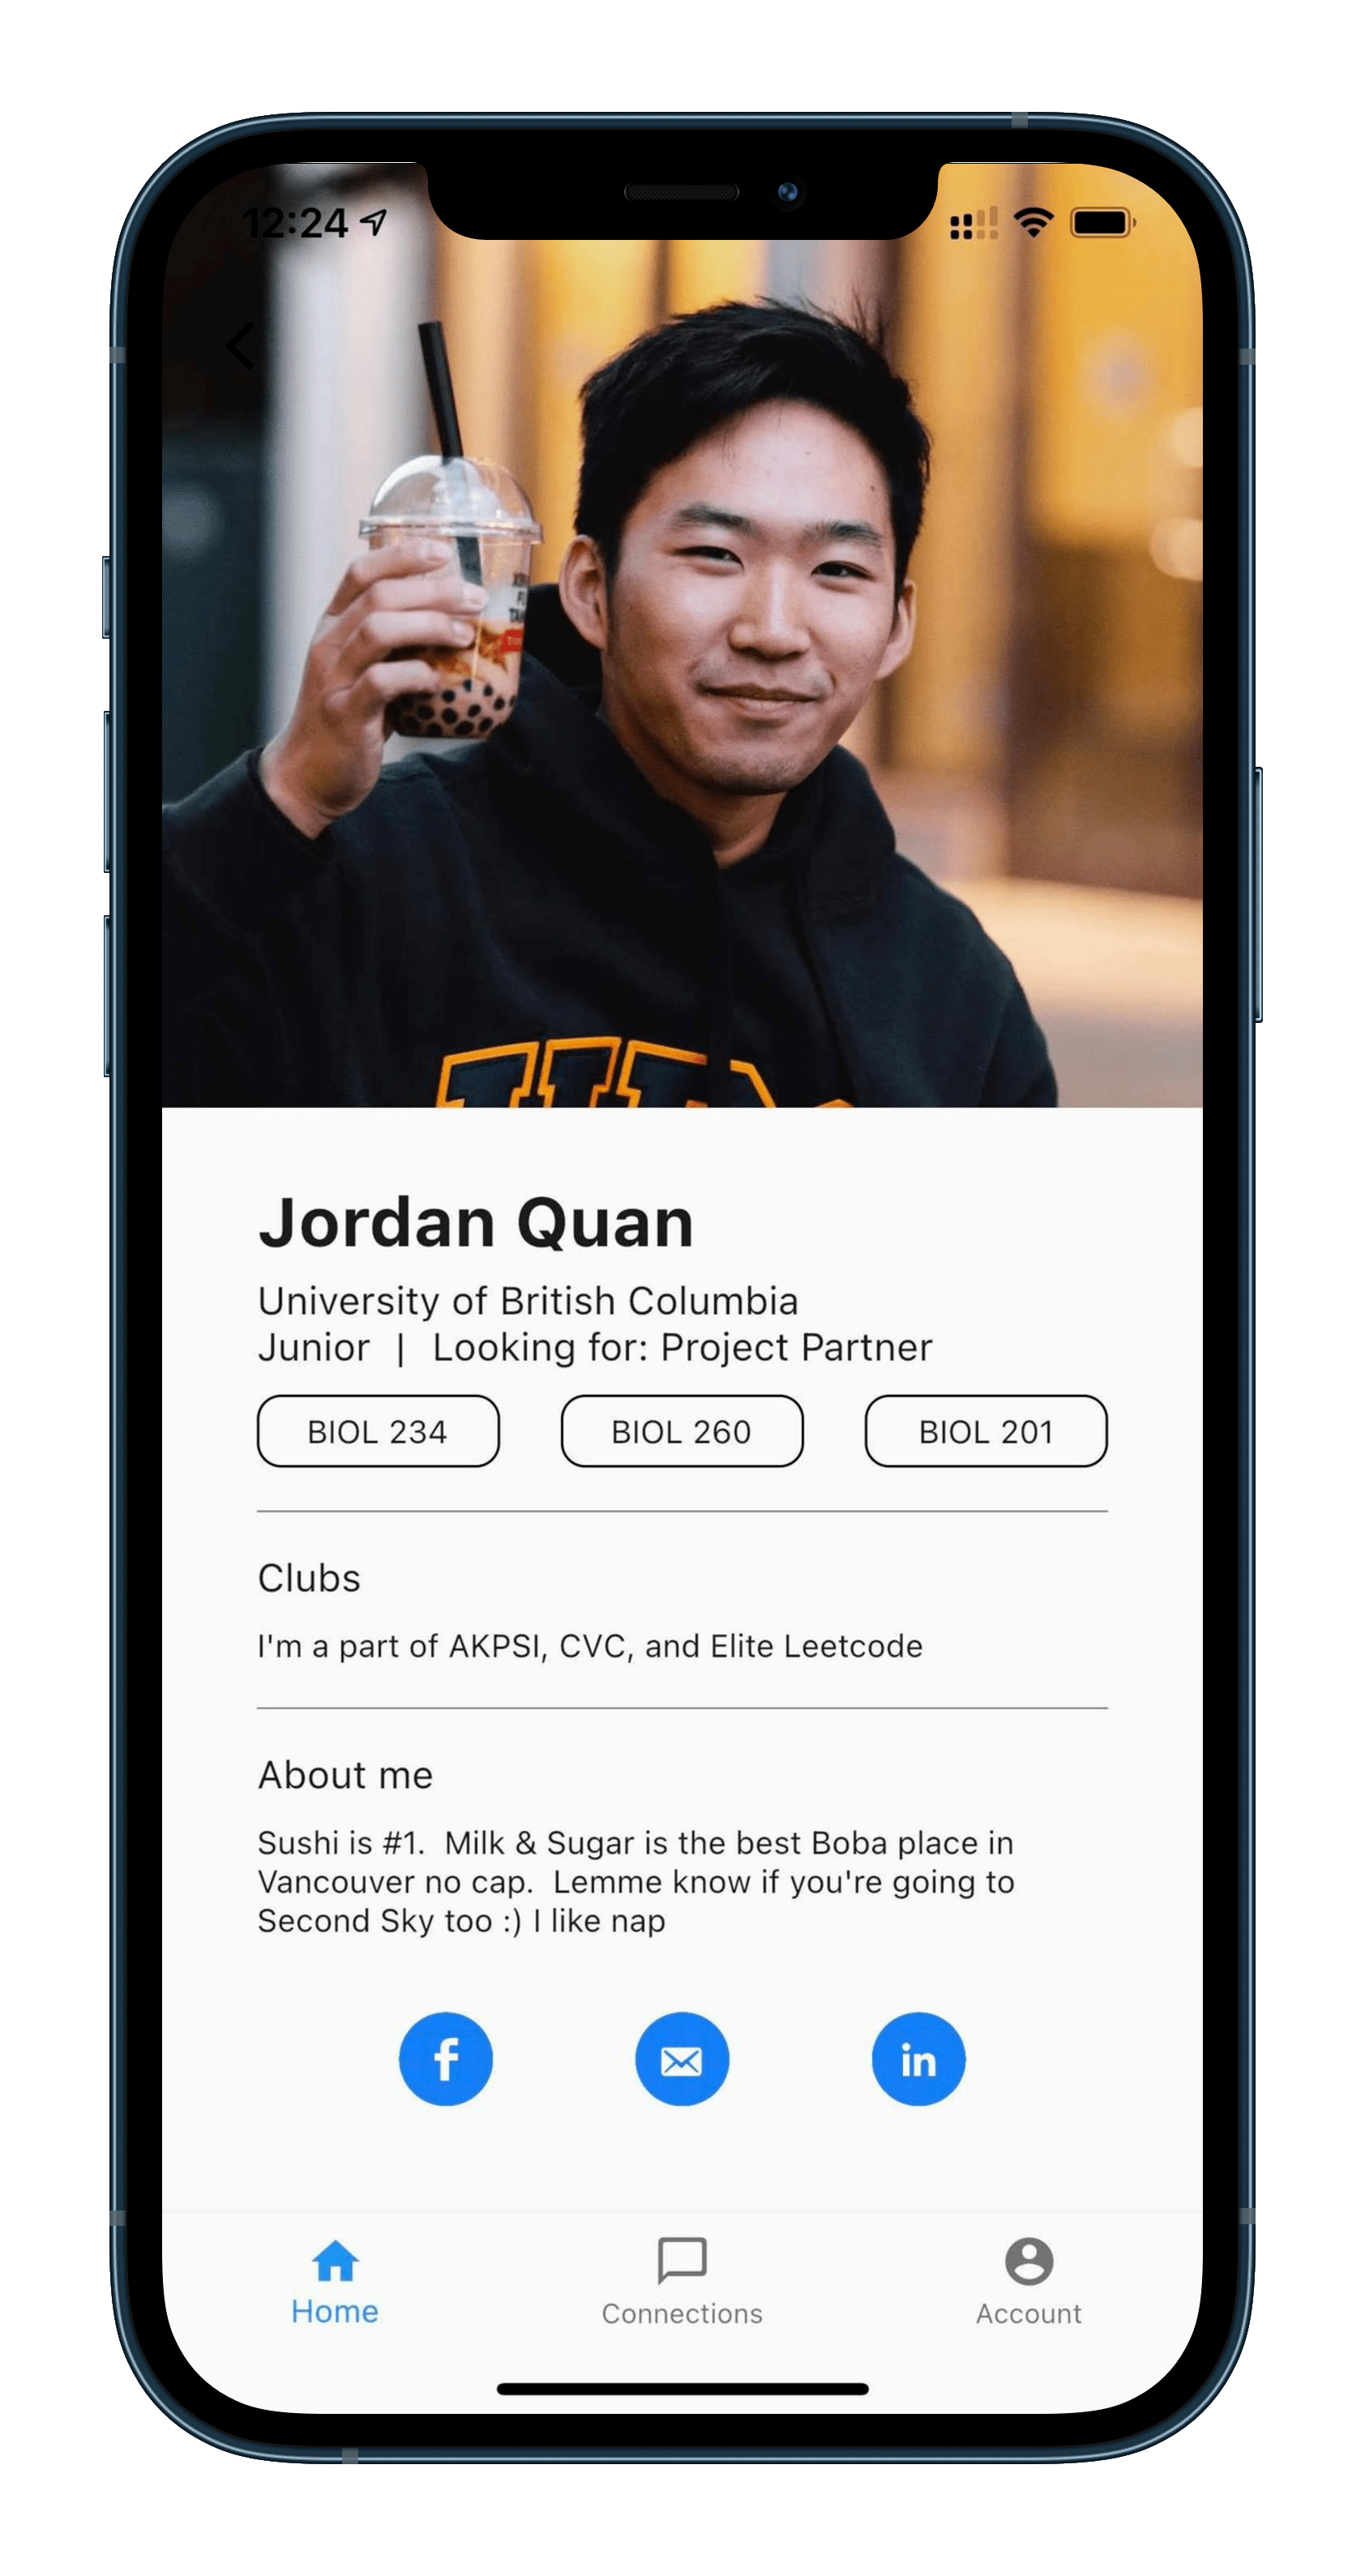 12:24
Jordan Quan
University of British Columbia
Junior | Looking for: Project Partner
BIOL 234 BIOL 260 BIOL 201
Clubs
I'm a part of AKPSI, CVC, and Elite Leetcode
About me
Sushi is #1. Milk & Sugar is the best Boba place in
Vancouver no cap. Lemme know if you're going to
Second Sky too :) I like nap
f in
Home Connections Account